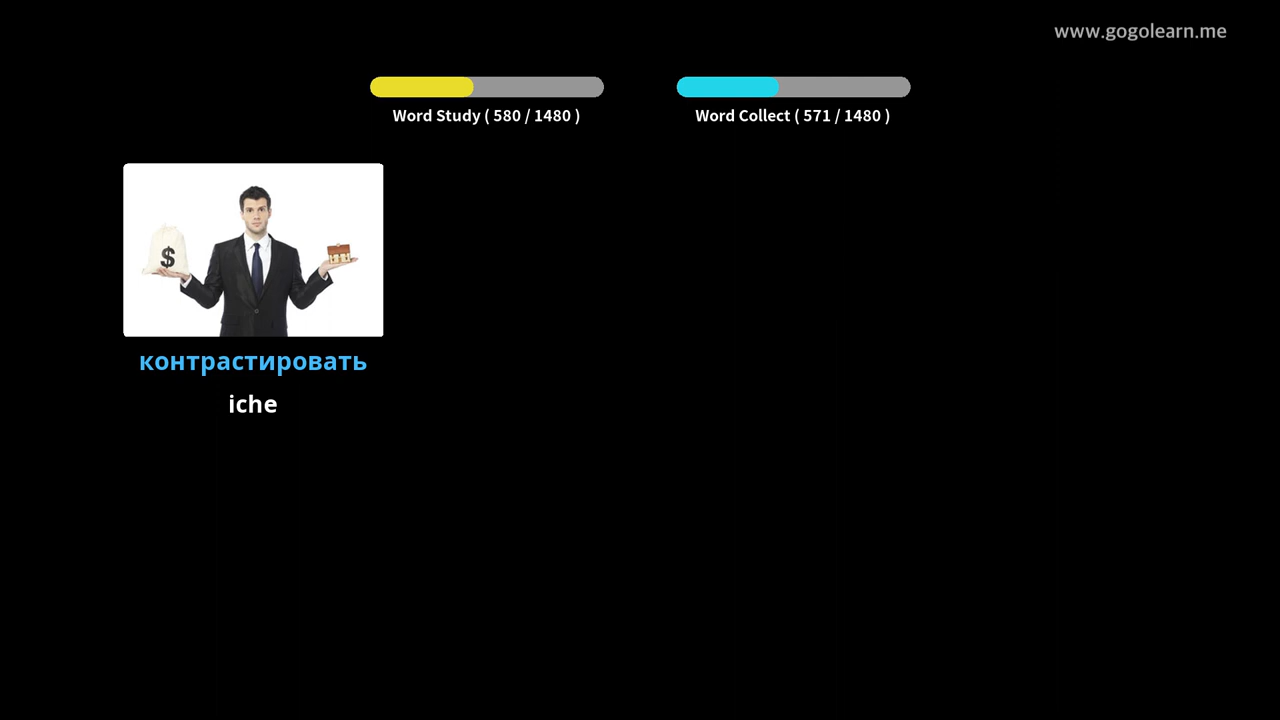 www.gogolearn.me
Word Study ( 580 / 1480 )
Word Collect ( 571 / 1480 )
$
контрастировать
iche